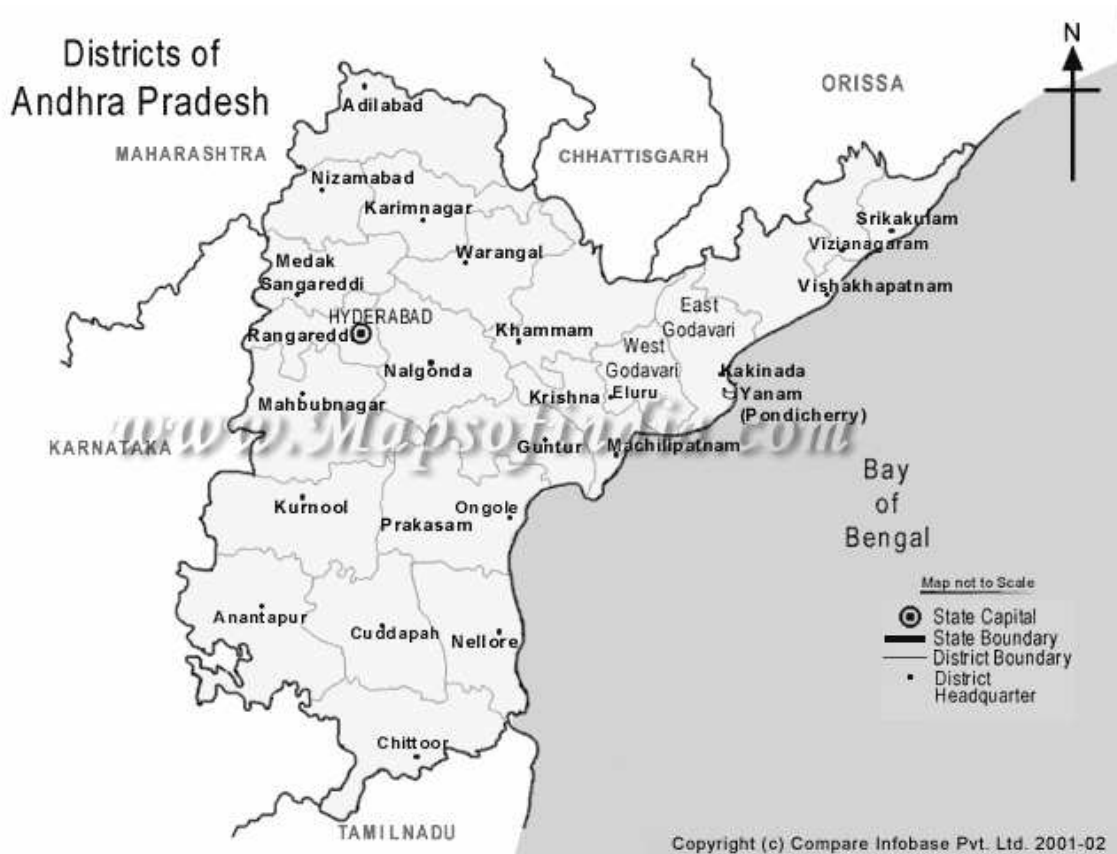 Districts of
Andhra Pradesh
N
ORISSA
MAHARASHTRA
CHHATTISGARH
Adilabad
Nizamabad
Karimnagar
Warangal
Srikakulam
Vizianagaram
Medak
Sangareddi
Vishakhapatnam
East
Godavari
HYDERABAD
Rangareddi
Khammam
West
Godavari
Nalgonda
Kakinada
Eluru
Yanam
(Pondicherry)
Krishna
Mahbubnagar
www.Mapsofindia.com
KARNATAKA
Guntur
Machilipatnam
Bay
of
Bengal
Kurnool
Ongole
Prakasam
Map not to Scale
State Capital
State Boundary
District Boundary
District
Headquarter
Anantapur
Cuddapah
Nellore
Chittoor
TAMILNADU
Copyright (c) Compare Infobase Pvt. Ltd. 2001-02